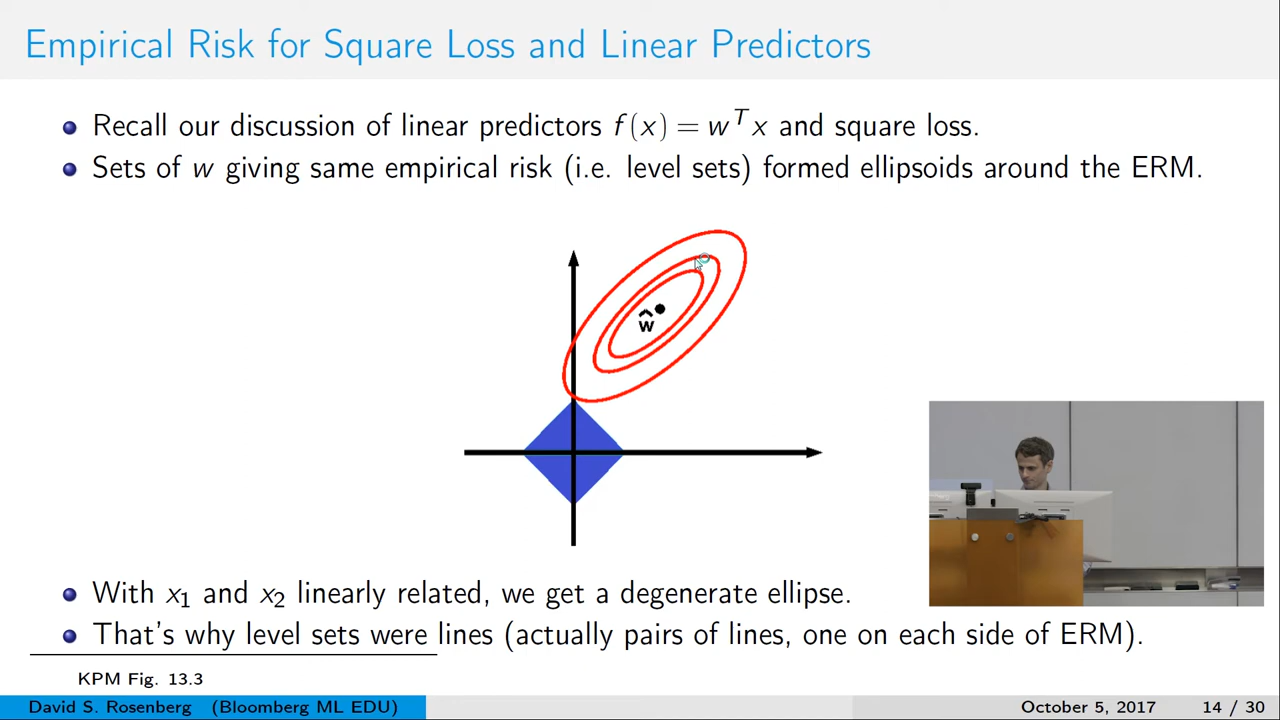 Empirical Risk for Square Loss and Linear Predictors
Recall our discussion of linear predictors f(x) = wᵀx and square loss.
Sets of w giving same empirical risk (i.e. level sets) formed ellipsoids around the ERM.
ŵ
With x₁ and x₂ linearly related, we get a degenerate ellipse.
That's why level sets were lines (actually pairs of lines, one on each side of ERM).
KPM Fig. 13.3
David S. Rosenberg (Bloomberg ML EDU) October 5, 2017 14 / 30